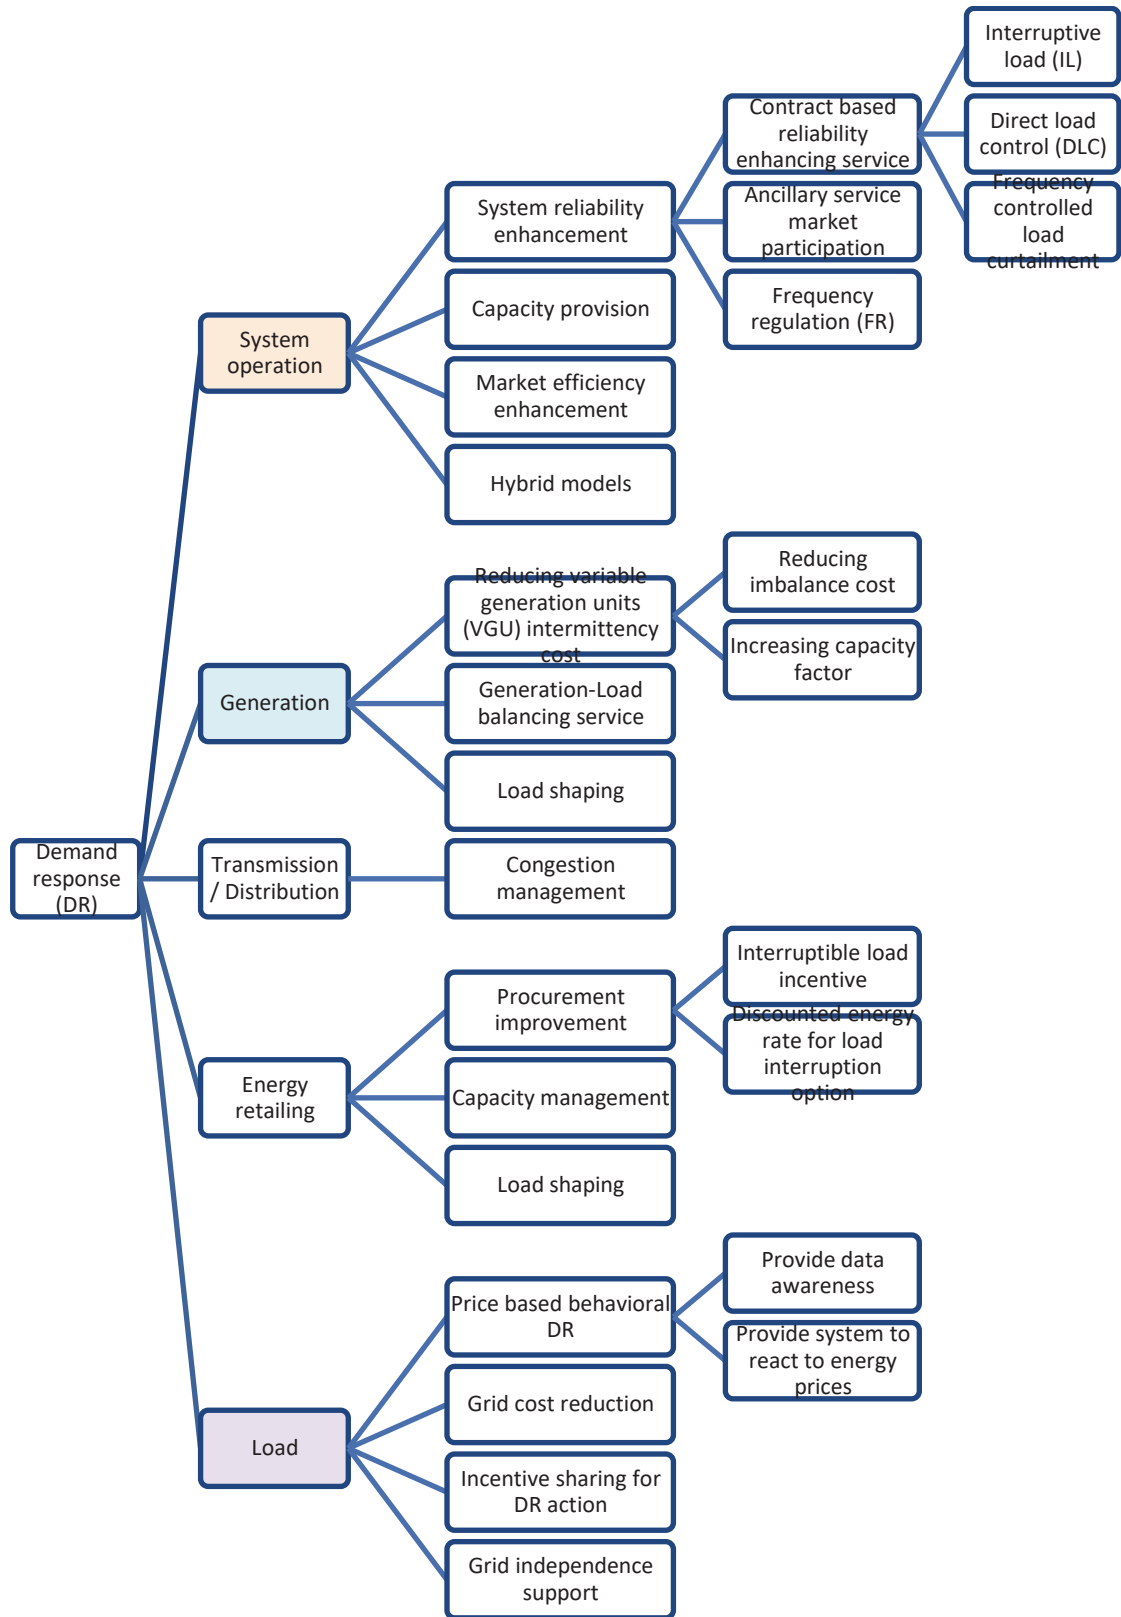 Demand
response
(DR)
System
operation
System reliability
enhancement
Contract based
reliability
enhancing service
Interruptive
load (IL)
Direct load
control (DLC)
Frequency
controlled
load
curtailment
Ancillary service
market
participation
Frequency
regulation (FR)
Capacity provision
Market efficiency
enhancement
Hybrid models
Generation
Reducing variable
generation units
(VGU) intermittency
cost
Reducing
imbalance cost
Increasing capacity
factor
Generation-Load
balancing service
Load shaping
Transmission
/ Distribution
Congestion
management
Energy
retailing
Procurement
improvement
Interruptible load
incentive
Discounted energy
rate for load
interruption
option
Capacity management
Load shaping
Load
Price based behavioral
DR
Provide data
awareness
Provide system to
react to energy
prices
Grid cost reduction
Incentive sharing for
DR action
Grid independence
support